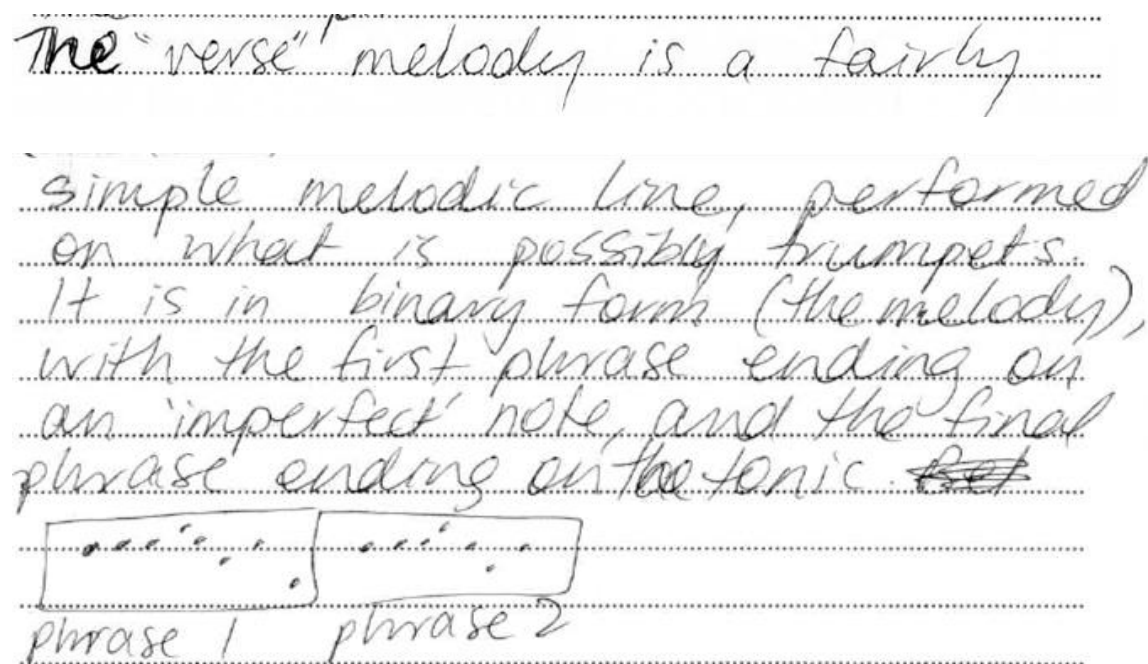 The "verse" melody is a fairly
simple melodic line, performed
on what is possibly trumpets.
It is in binary form (the melody),
with the first phrase ending on
an 'imperfect' note, and the final
phrase ending on the tonic.
phrase 1 phrase 2